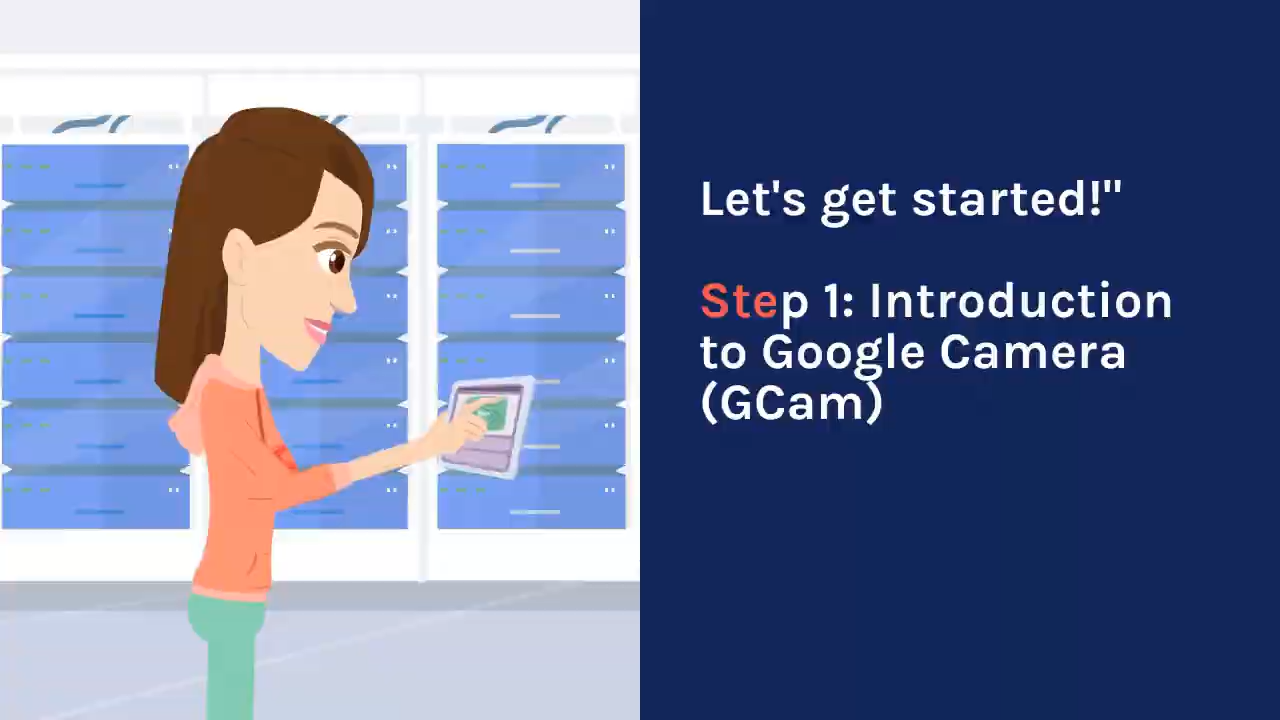 Let's get started!"
Step 1: Introduction
to Google Camera
(GCam)